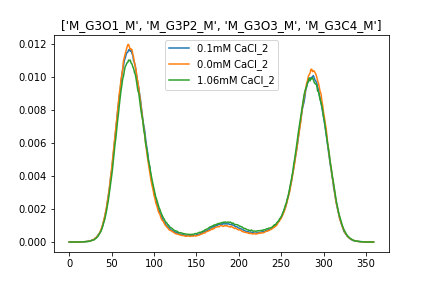 ['M_G3O1_M', 'M_G3P2_M', 'M_G3O3_M', 'M_G3C4_M']
0.012
0.010
0.008
0.006
0.004
0.002
0.000
0.1mM CaCl_2
0.0mM CaCl_2
1.06mM CaCl_2
0 50 100 150 200 250 300 350